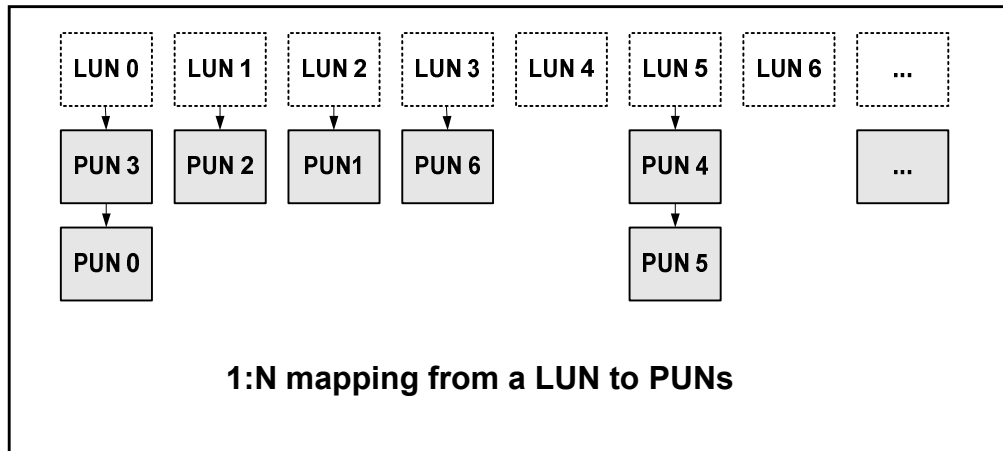 LUN 0 LUN 1 LUN 2 LUN 3 LUN 4 LUN 5 LUN 6 ...
PUN 3 PUN 2 PUN1 PUN 6 PUN 4 ...
PUN 0 PUN 5
1:N mapping from a LUN to PUNs